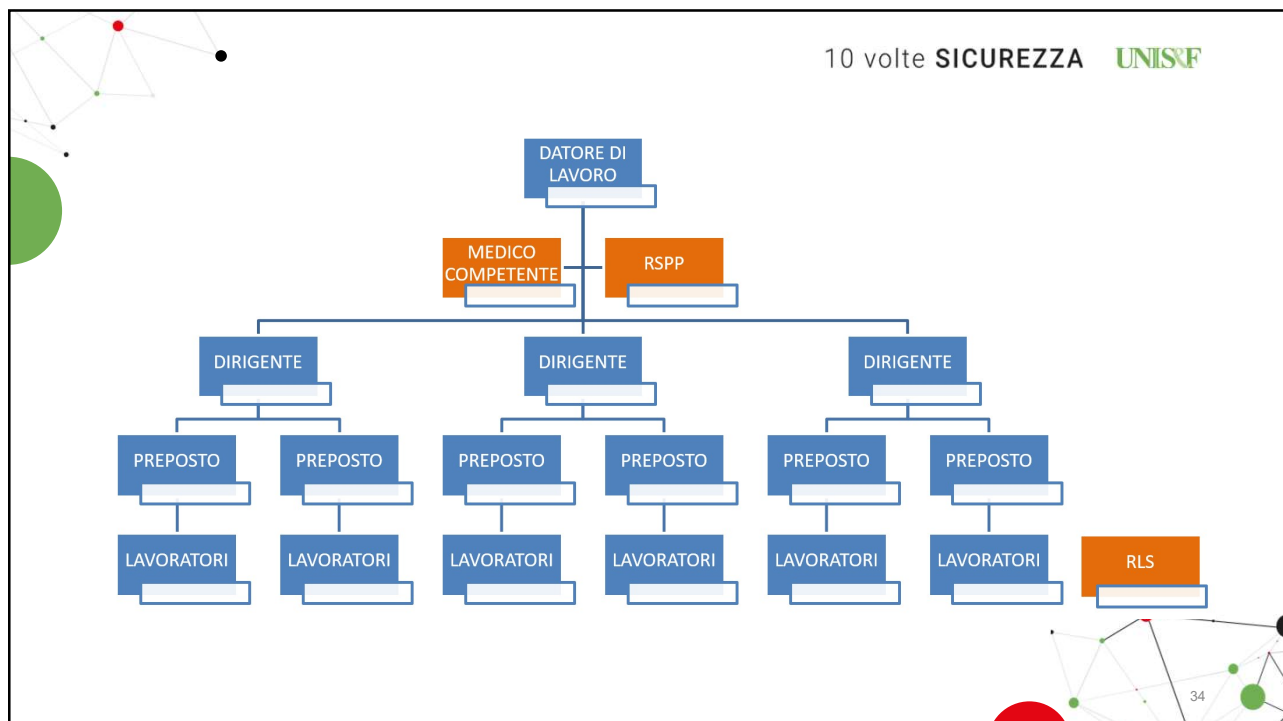 10 volte SICUREZZA UNIS&F
DATORE DI
LAVORO
MEDICO
COMPETENTE
RSPP
DIRIGENTE
DIRIGENTE
DIRIGENTE
PREPOSTO
PREPOSTO
PREPOSTO
PREPOSTO
PREPOSTO
PREPOSTO
LAVORATORI
LAVORATORI
LAVORATORI
LAVORATORI
LAVORATORI
LAVORATORI
RLS
34